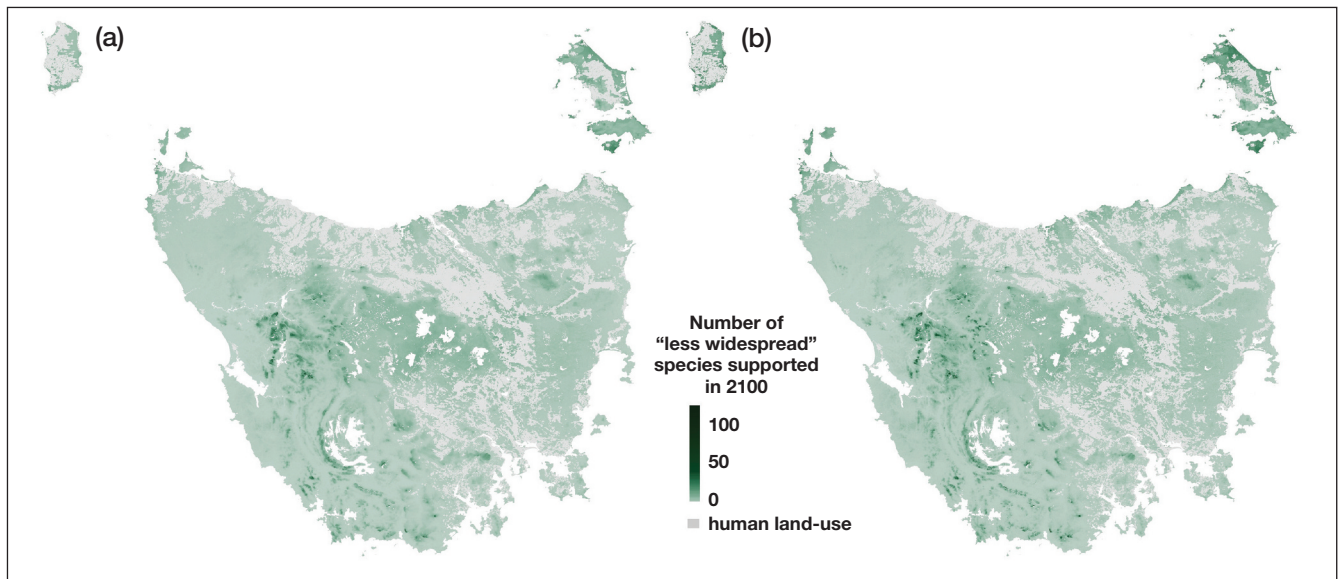 (a)
(b)
Number of
“less widespread”
species supported
in 2100
100
50
0
human land-use